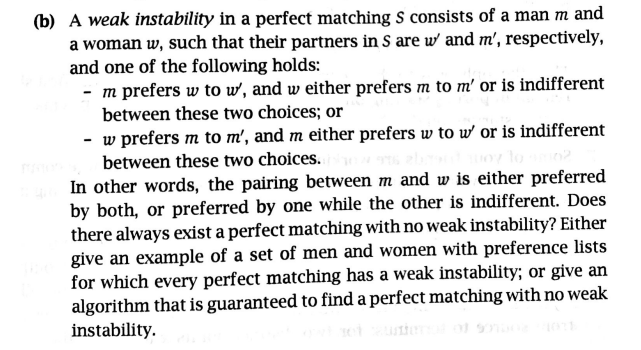 (b) A weak instability in a perfect matching S consists of a man m and
a woman w, such that their partners in S are w' and m', respectively,
and one of the following holds:
- m prefers w to w', and w either prefers m to m' or is indifferent
between these two choices; or
- w prefers m to m', and m either prefers w to w' or is indifferent
between these two choices.
In other words, the pairing between m and w is either preferred
by both, or preferred by one while the other is indifferent. Does
there always exist a perfect matching with no weak instability? Either
give an example of a set of men and women with preference lists
for which every perfect matching has a weak instability; or give an
algorithm that is guaranteed to find a perfect matching with no weak
instability.